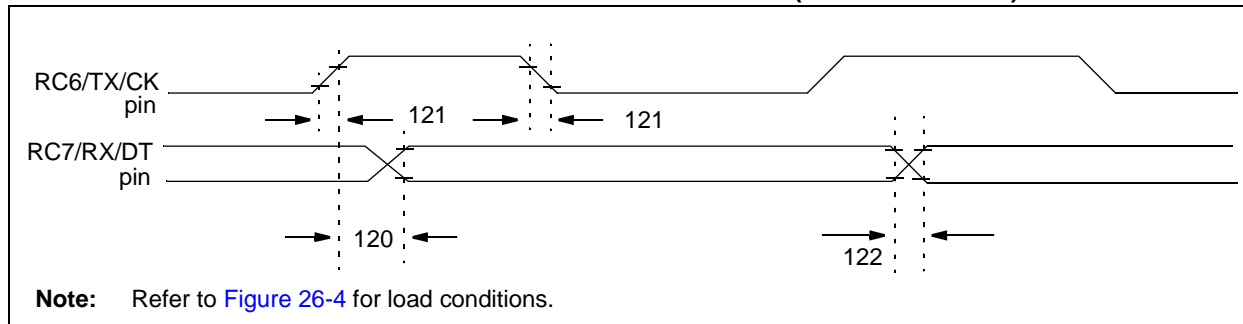 RC6/TX/CK
pin
121
121
RC7/RX/DT
pin
120
122
Note: Refer to Figure 26-4 for load conditions.